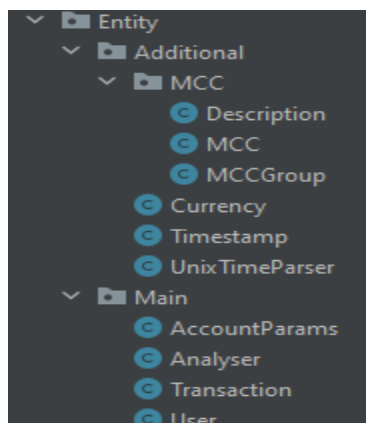 Entity
Additional
MCC
C Description
C MCC
C MCCGroup
C Currency
C Timestamp
C UnixTimeParser
Main
C AccountParams
C Analyser
C Transaction
C User